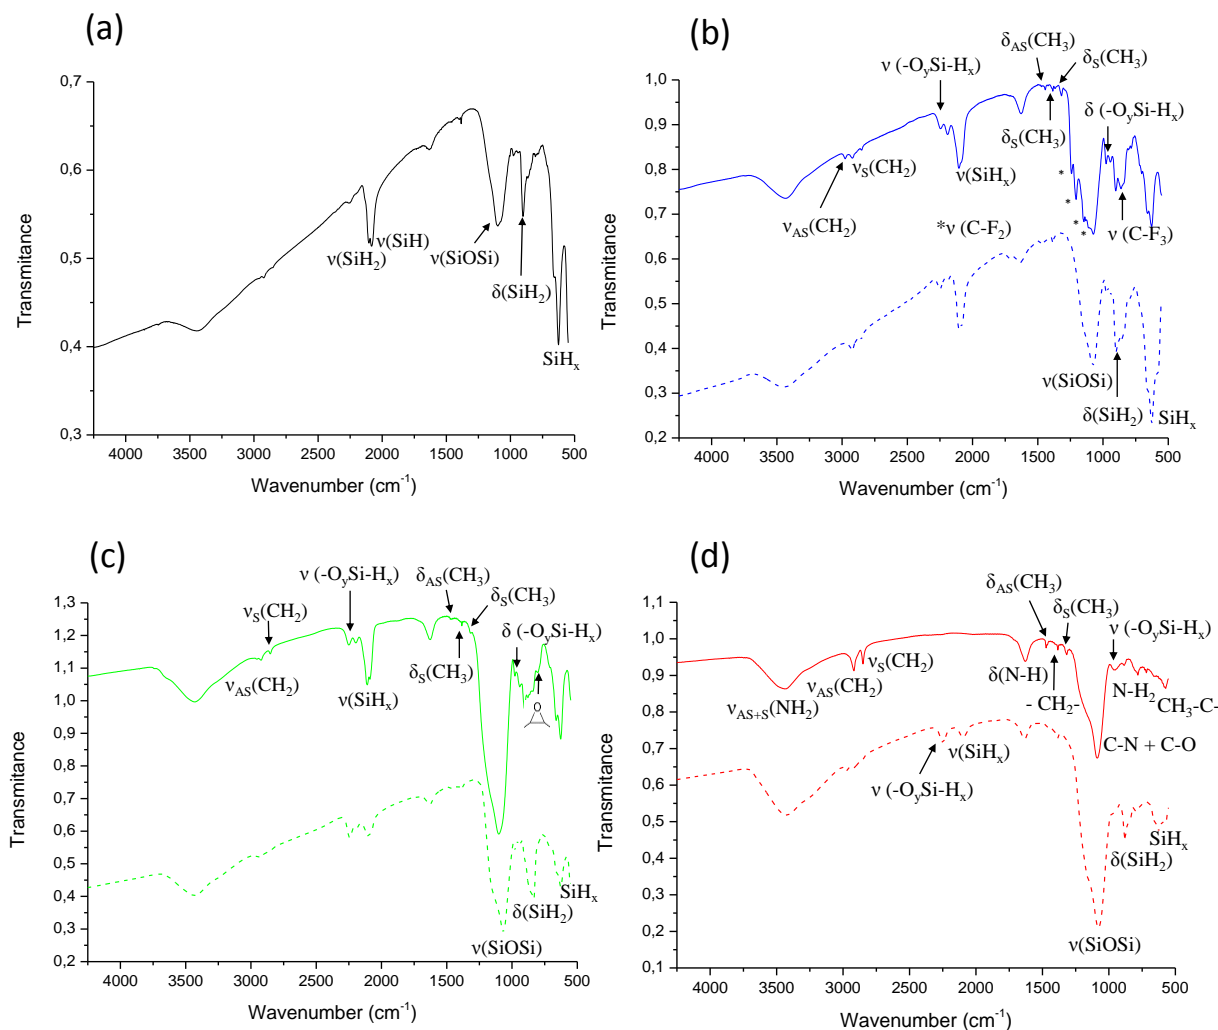 (a)
0,7
0,6
0,5
0,4
0,3
Transmitance
ν(SiH2)
ν(SiH)
ν(SiOSi)
δ(SiH2)
SiHx
4000 3500 3000 2500 2000 1500 1000 500
Wavenumber (cm-1)
(b)
1,0
0,9
0,8
0,7
0,6
0,5
0,4
0,3
0,2
Transmitance
δAS(CH3)
ν (-OySi-Hx)
δS(CH3)
δ (-OySi-Hx)
δS(CH3)
νS(CH2)
ν(SiHx)
νAS(CH2)
*
*
*
*
*ν (C-F2)
ν (C-F3)
ν(SiOSi)
δ(SiH2)
SiHx
4000 3500 3000 2500 2000 1500 1000 500
Wavenumber (cm-1)
(c)
1,3
1,2
1,1
1,0
0,9
0,8
0,7
0,6
0,5
0,4
0,3
0,2
Transmitance
ν (-OySi-Hx)
δAS(CH3)
νS(CH2)
δS(CH3)
δ (-OySi-Hx)
νAS(CH2)
δS(CH3)
ν(SiHx)
O
SiHx
δ(SiH2)
ν(SiOSi)
4000 3500 3000 2500 2000 1500 1000 500
Wavenumber (cm-1)
(d)
1,1
1,0
0,9
0,8
0,7
0,6
0,5
0,4
0,3
0,2
0,1
Transmitance
δAS(CH3)
δS(CH3)
ν (-OySi-Hx)
νS(CH2)
νAS(CH2)
δ(N-H)
νAS+S(NH2)
- CH2-
N-H2
CH3-C-
C-N + C-O
ν(SiHx)
ν (-OySi-Hx)
SiHx
δ(SiH2)
ν(SiOSi)
4000 3500 3000 2500 2000 1500 1000 500
Wavenumber (cm-1)